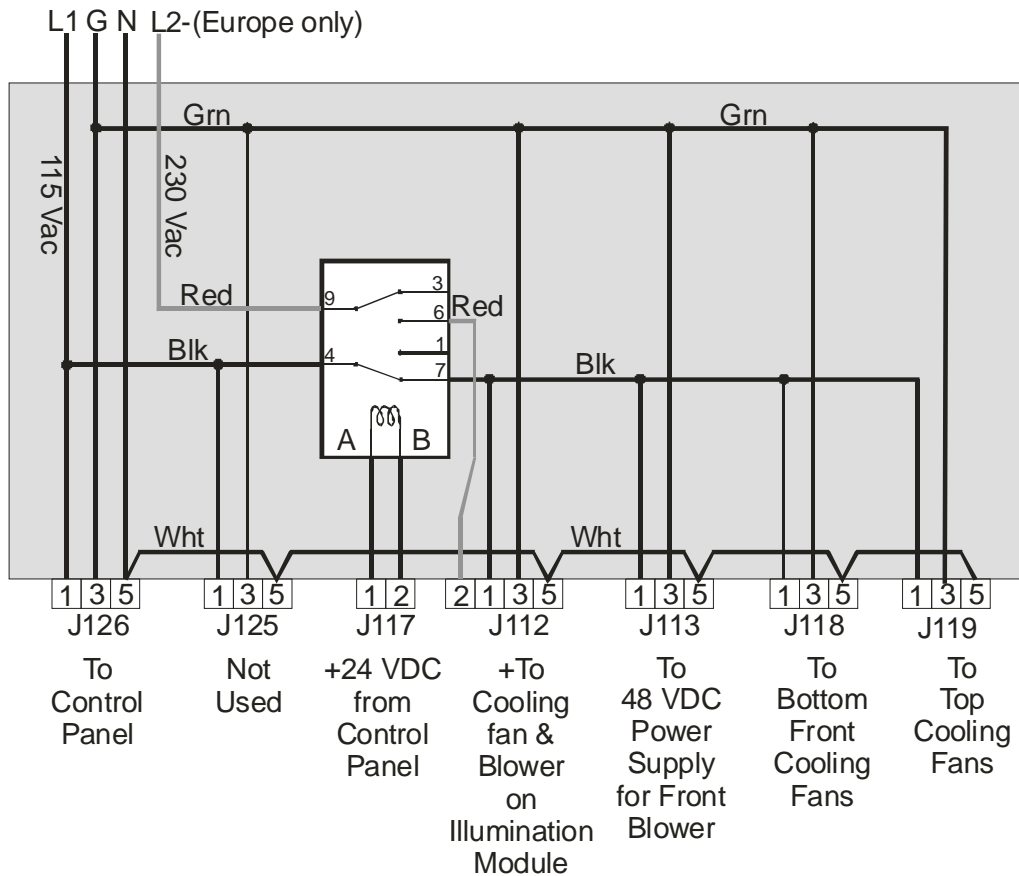 L1 G N L2-(Europe only)
Grn
Grn
115 Vac
230 Vac
Red
9
3
6
Red
1
Blk
4
7
Blk
A
B
Wht
Wht
1 3 5
1 3 5
1 2
2 1 3 5
1 3 5
1 3 5
1 3 5
J126
J125
J117
J112
J113
J118
J119
To
Control
Panel
Not
Used
+24 VDC
from
Control
Panel
+To
Cooling
fan &
Blower
on
Illumination
Module
To
48 VDC
Power
Supply
for Front
Blower
To
Bottom
Front
Cooling
Fans
To
Top
Cooling
Fans